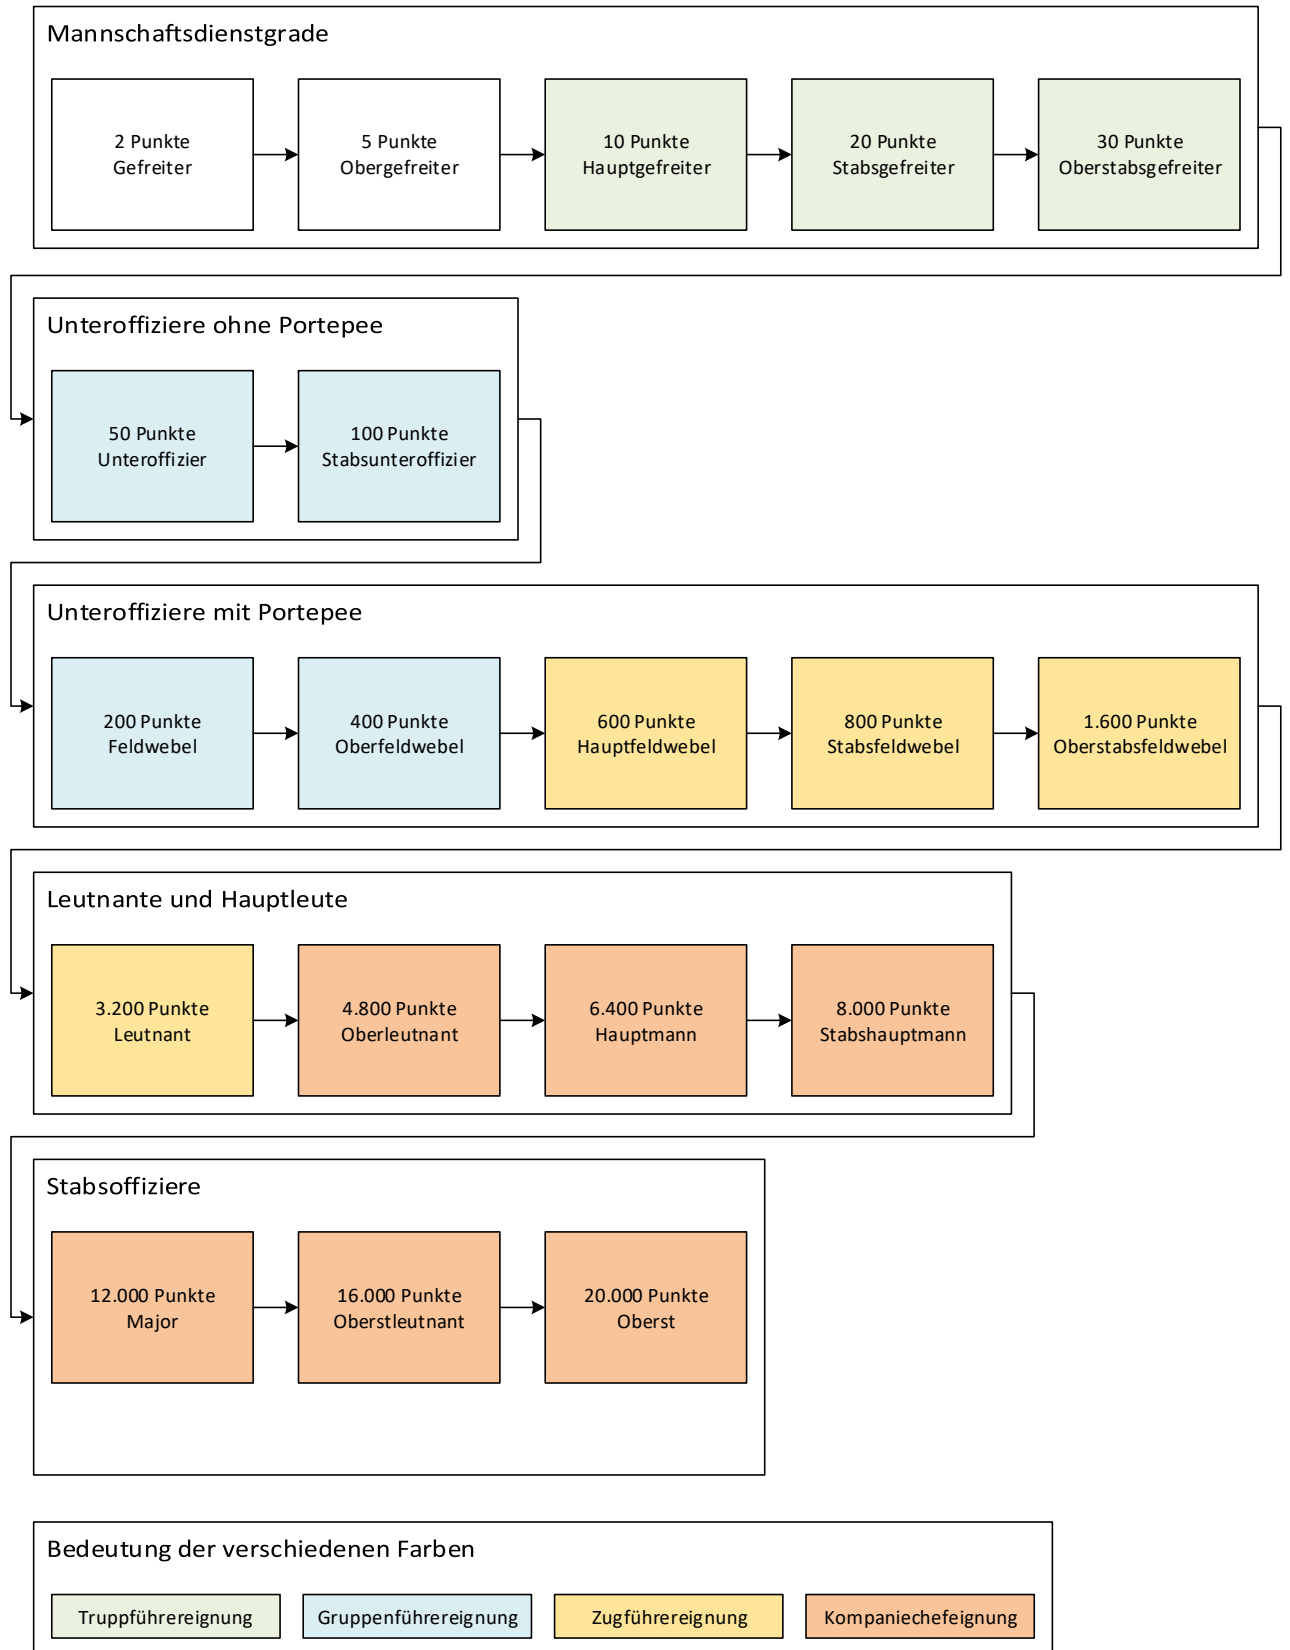 Mannschaftsdienstgrade
2 Punkte
Gefreiter
5 Punkte
Obergefreiter
10 Punkte
Hauptgefreiter
20 Punkte
Stabsgefreiter
30 Punkte
Oberstabsgefreiter
Unteroffiziere ohne Portepee
50 Punkte
Unteroffizier
100 Punkte
Stabsunteroffizier
Unteroffiziere mit Portepee
200 Punkte
Feldwebel
400 Punkte
Oberfeldwebel
600 Punkte
Hauptfeldwebel
800 Punkte
Stabsfeldwebel
1.600 Punkte
Oberstabsfeldwebel
Leutnante und Hauptleute
3.200 Punkte
Leutnant
4.800 Punkte
Oberleutnant
6.400 Punkte
Hauptmann
8.000 Punkte
Stabshauptmann
Stabsoffiziere
12.000 Punkte
Major
16.000 Punkte
Oberstleutnant
20.000 Punkte
Oberst
Bedeutung der verschiedenen Farben
Truppführereignung
Gruppenführereignung
Zugführereignung
Kompaniechefeignung